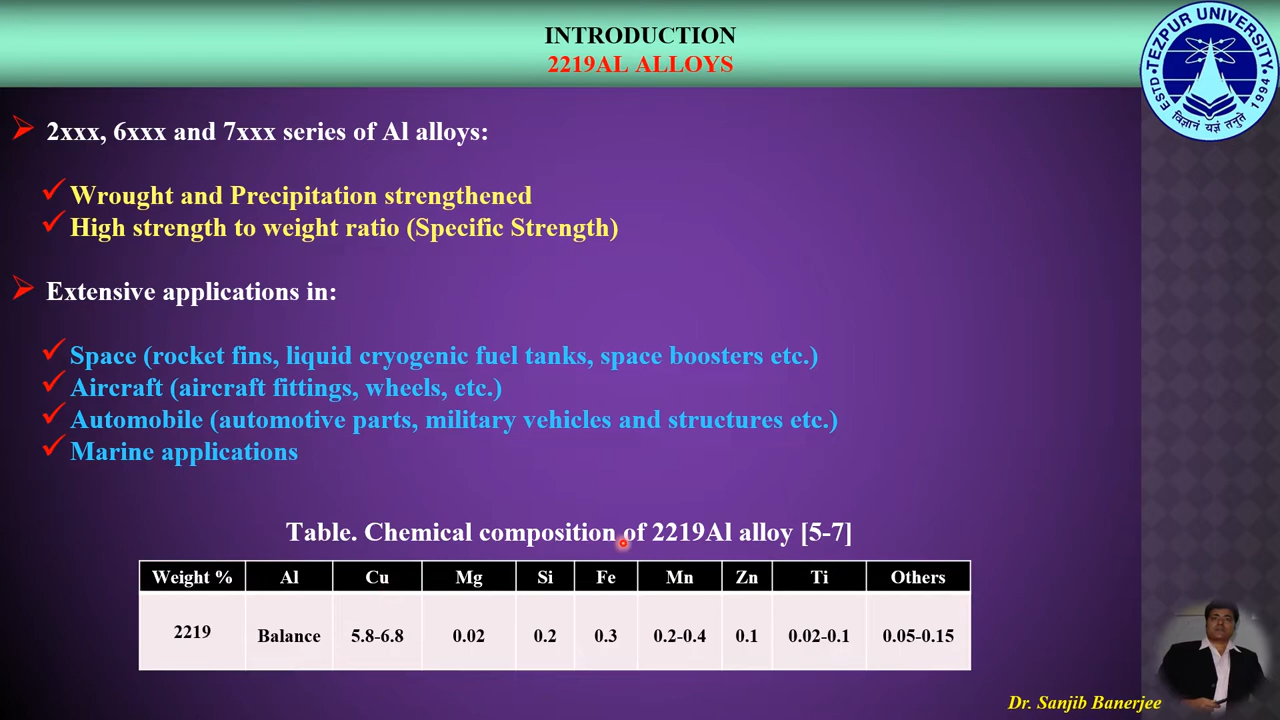 INTRODUCTION
2219AL ALLOYS
TEZPUR UNIVERSITY
ESTD. 1994
विज्ञानं यज्ञं तनुते
2xxx, 6xxx and 7xxx series of Al alloys:
Wrought and Precipitation strengthened
High strength to weight ratio (Specific Strength)
Extensive applications in:
Space (rocket fins, liquid cryogenic fuel tanks, space boosters etc.)
Aircraft (aircraft fittings, wheels, etc.)
Automobile (automotive parts, military vehicles and structures etc.)
Marine applications
Table. Chemical composition of 2219Al alloy [5-7]
Weight % Al Cu Mg Si Fe Mn Zn Ti Others
2219 Balance 5.8-6.8 0.02 0.2 0.3 0.2-0.4 0.1 0.02-0.1 0.05-0.15
Dr. Sanjib Banerjee